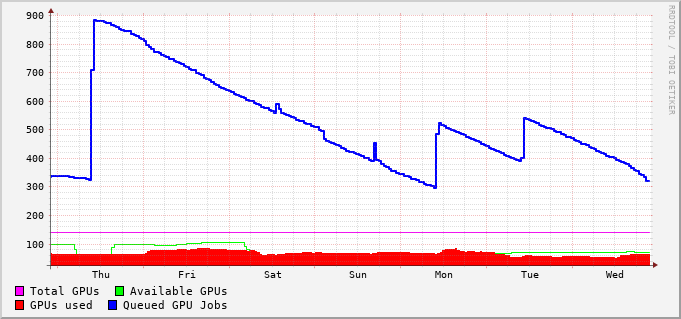 RRDTOOL / TOBI OETIKER
900
800
700
600
500
400
300
200
100
Thu Fri Sat Sun Mon Tue Wed
Total GPUs Available GPUs
GPUs used Queued GPU Jobs